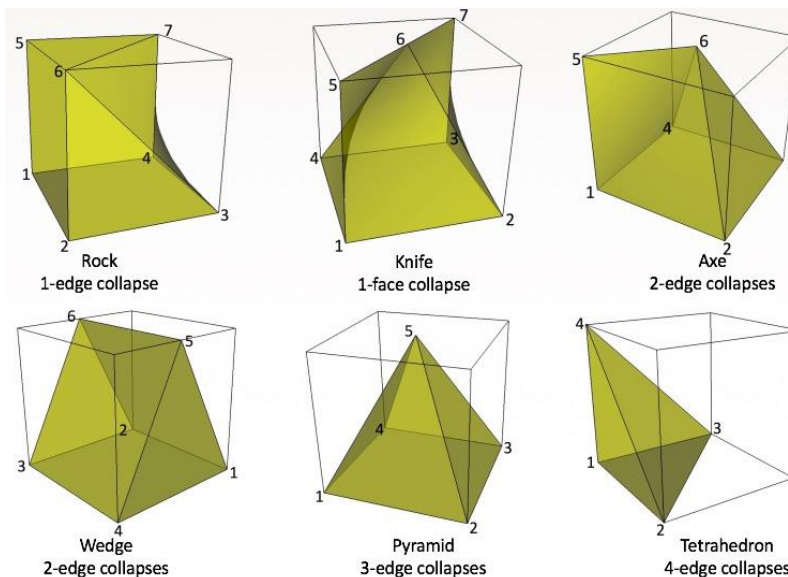 7
5
6
4
1
3
2
Rock
1-edge collapse
7
6
5
3
4
2
1
Knife
1-face collapse
6
5
4
1
2
Axe
2-edge collapses
6
5
2
3
1
4
Wedge
2-edge collapses
5
4
3
1
2
Pyramid
3-edge collapses
4
3
1
2
Tetrahedron
4-edge collapses